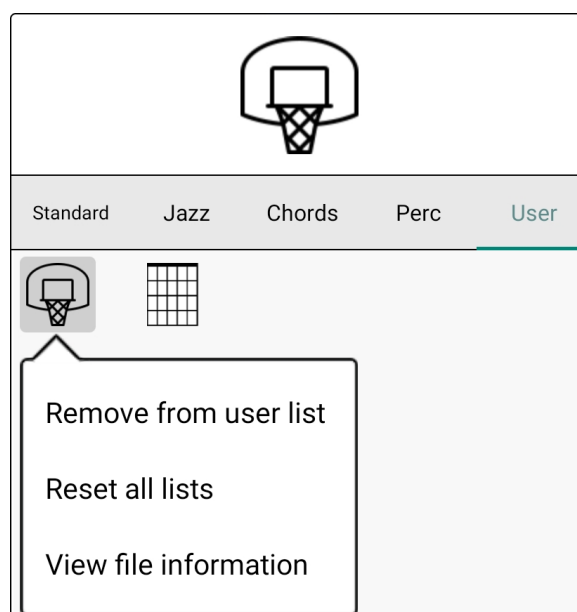 Standard Jazz Chords Perc User
Remove from user list
Reset all lists
View file information